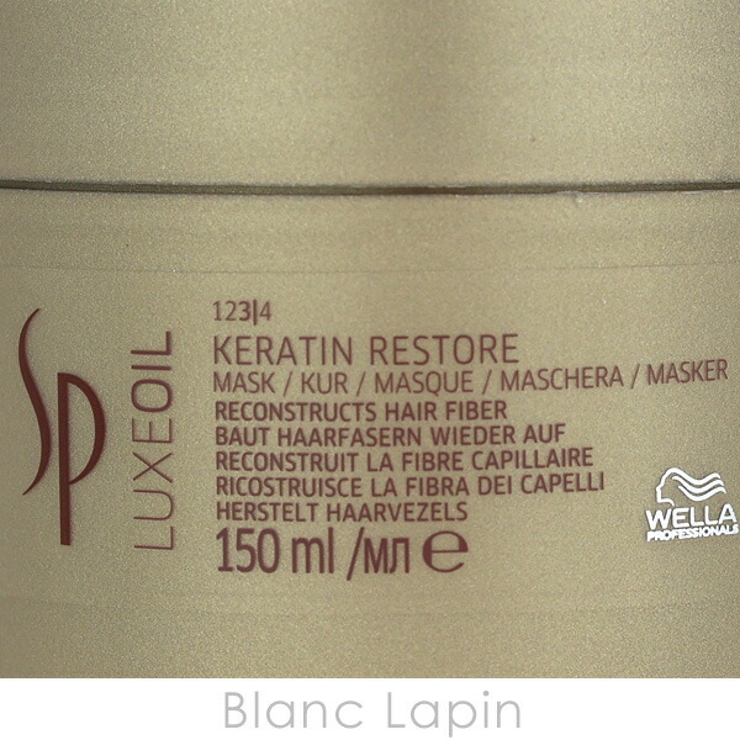 SP
LUXEOIL
123|4
KERATIN RESTORE
MASK / KUR / MASQUE / MASCHERA / MASKER
RECONSTRUCTS HAIR FIBER
BAUT HAARFASERN WIEDER AUF
RECONSTRUIT LA FIBRE CAPILLAIRE
RICOSTRUISCE LA FIBRA DEI CAPELLI
HERSTELT HAARVEZELS
150 ml /МЛ e
WELLA
PROFESSIONALS
Blanc Lapin